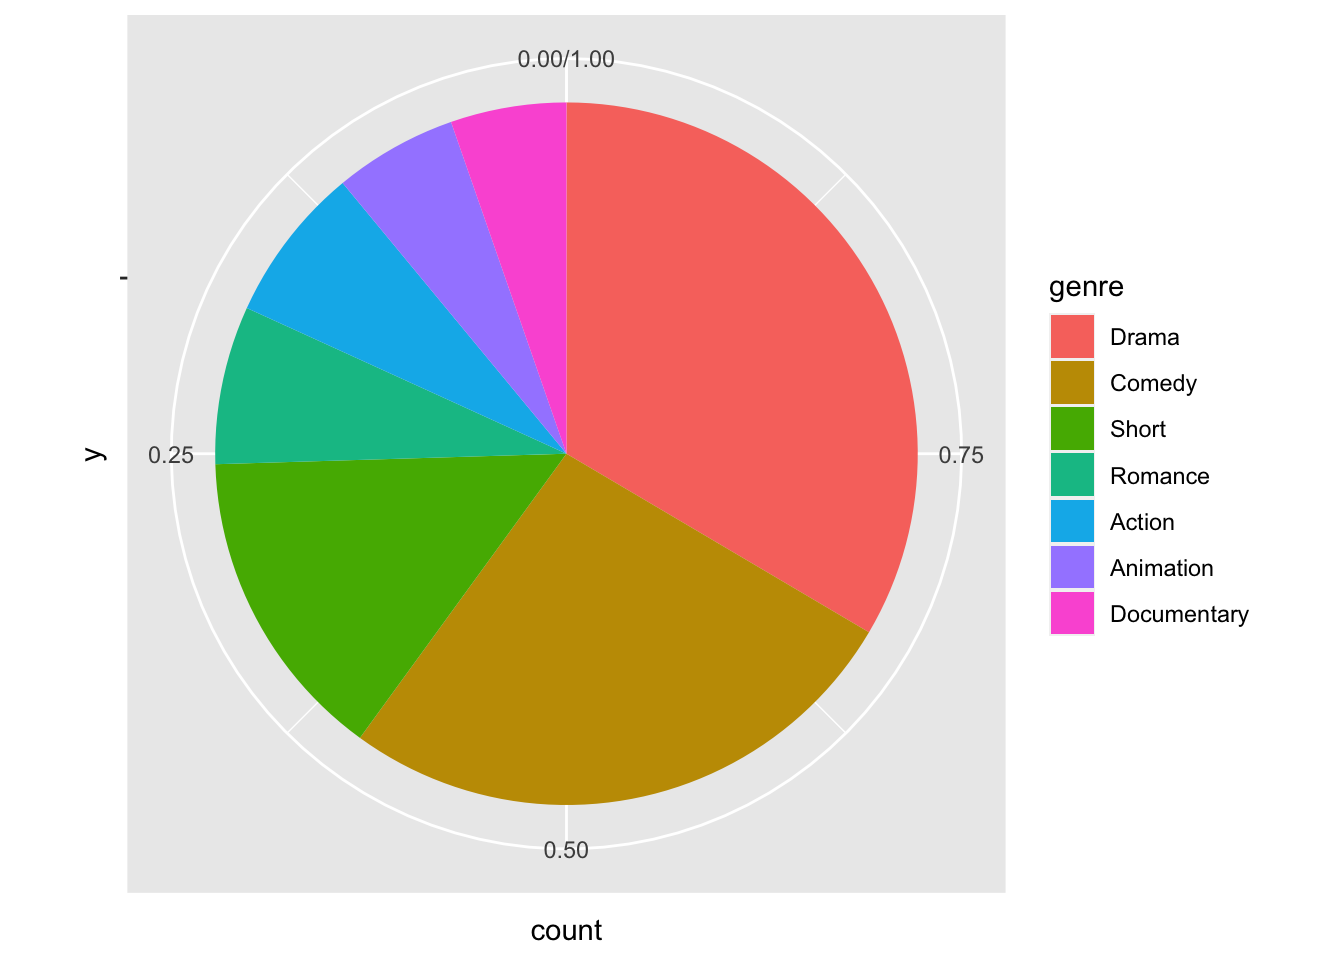 0.00/1.00
0.25
0.75
0.50
y
count
genre
Drama
Comedy
Short
Romance
Action
Animation
Documentary